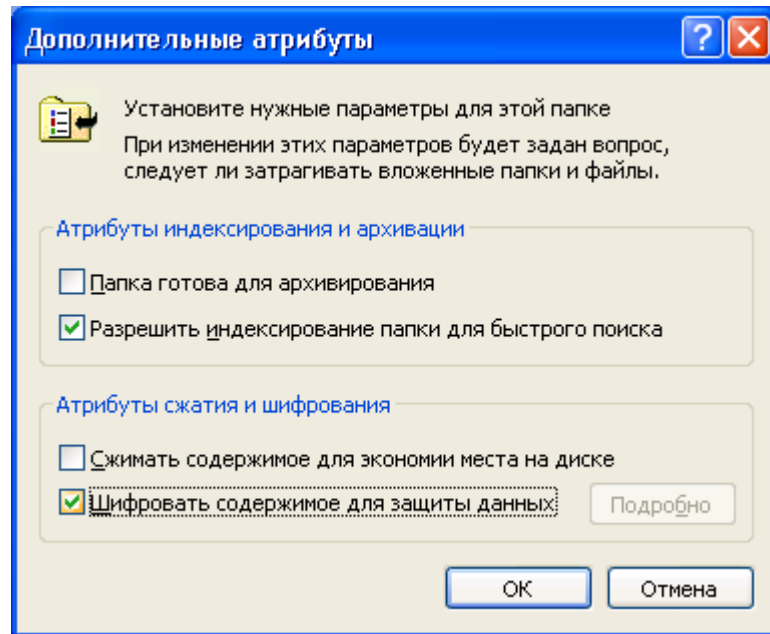 Дополнительные атрибуты
Установите нужные параметры для этой папке
При изменении этих параметров будет задан вопрос,
следует ли затрагивать вложенные папки и файлы.
Атрибуты индексирования и архивации
Папка готова для архивирования
Разрешить индексирование папки для быстрого поиска
Атрибуты сжатия и шифрования
Сжимать содержимое для экономии места на диске
Шифровать содержимое для защиты данных
Подробно
ОК
Отмена